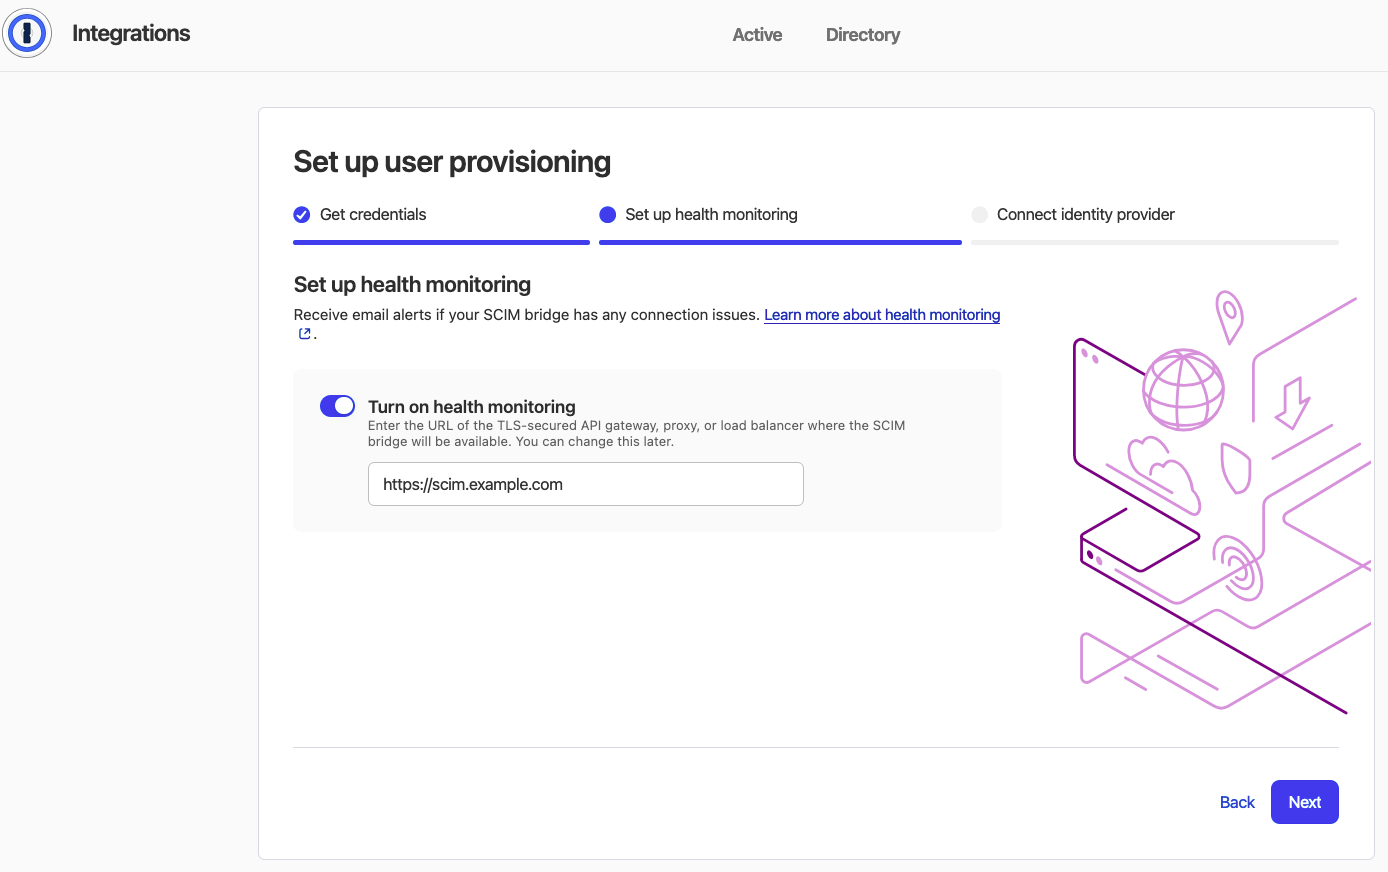 Integrations
Active
Directory
Set up user provisioning
Get credentials
Set up health monitoring
Connect identity provider
Set up health monitoring
Receive email alerts if your SCIM bridge has any connection issues. Learn more about health monitoring
.
Turn on health monitoring
Enter the URL of the TLS-secured API gateway, proxy, or load balancer where the SCIM
bridge will be available. You can change this later.
https://scim.example.com
Back
Next